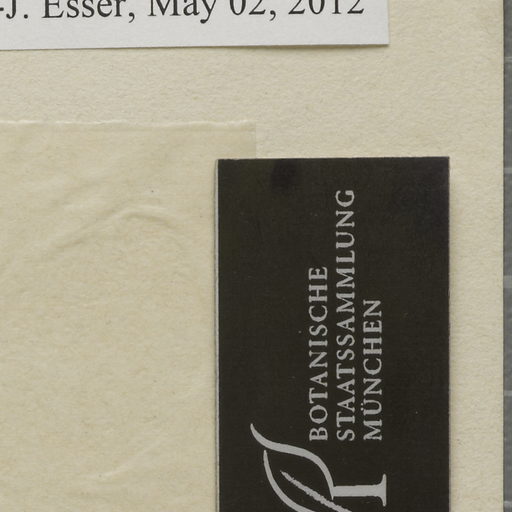 -J. Esser, May 02, 2012
BOTANISCHE
STAATSSAMMLUNG
MÜNCHEN